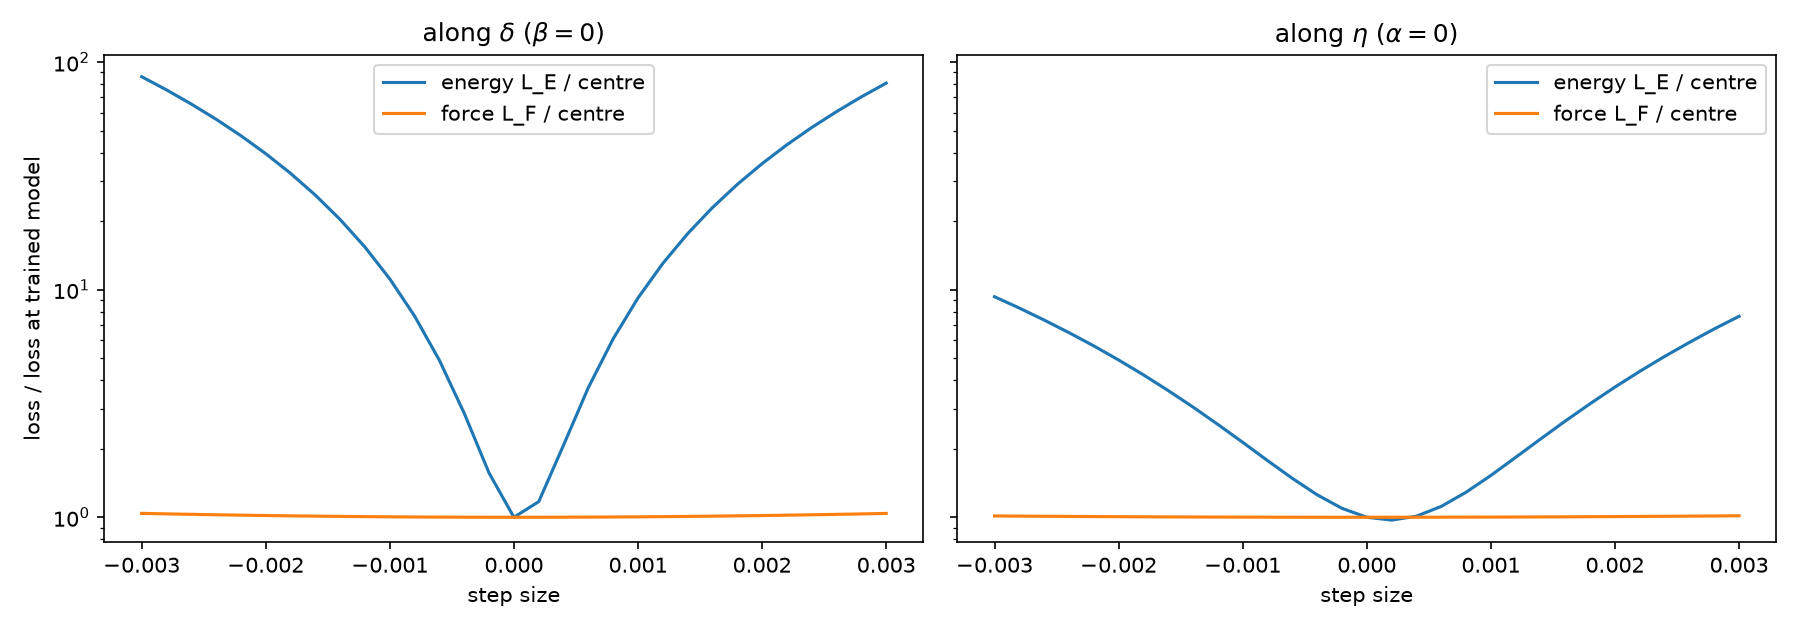 along δ (β = 0)
energy L_E / centre
force L_F / centre
loss / loss at trained model
10²
10¹
10⁰
−0.003 −0.002 −0.001 0.000 0.001 0.002 0.003
step size
along η (α = 0)
energy L_E / centre
force L_F / centre
−0.003 −0.002 −0.001 0.000 0.001 0.002 0.003
step size